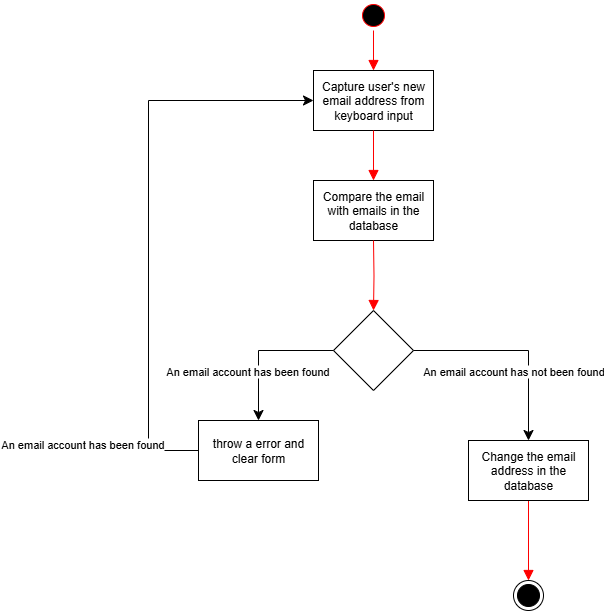 Capture user's new
email address from
keyboard input
Compare the email
with emails in the
database
An email account has been found
An email account has not been found
An email account has been found
throw a error and
clear form
Change the email
address in the
database